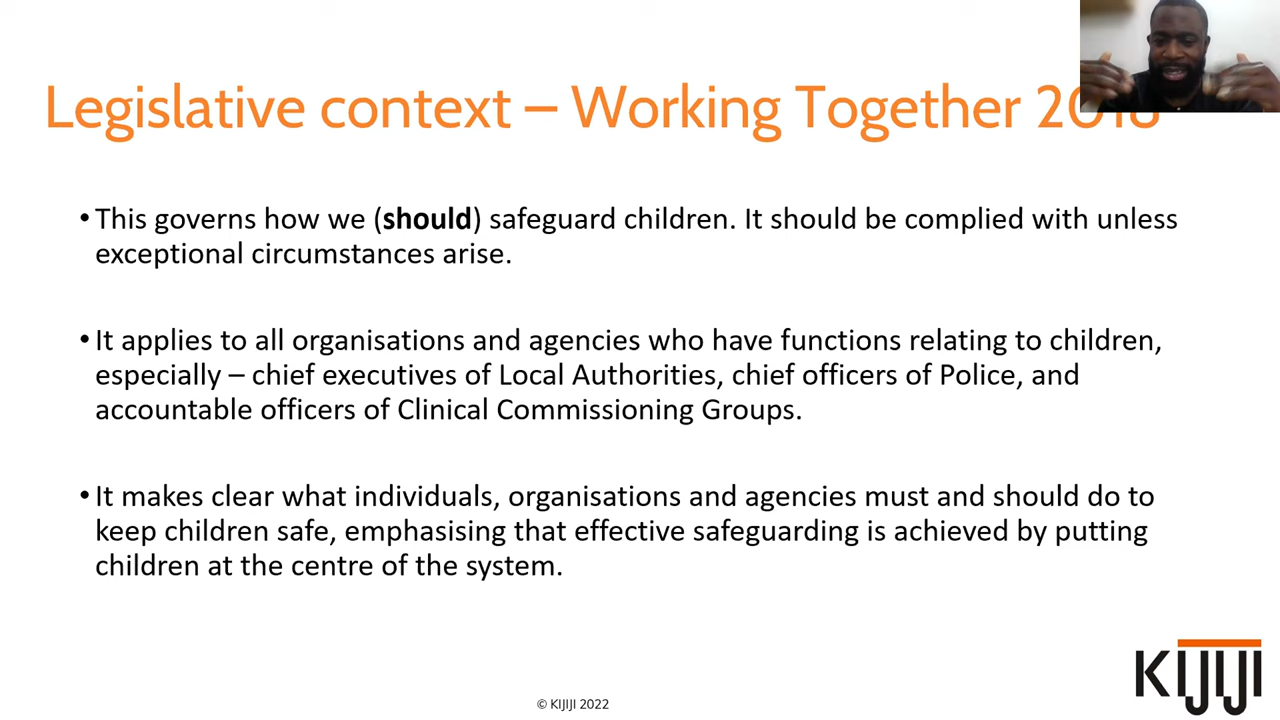 Legislative context – Working Together 2018
• This governs how we (should) safeguard children. It should be complied with unless
exceptional circumstances arise.
• It applies to all organisations and agencies who have functions relating to children,
especially – chief executives of Local Authorities, chief officers of Police, and
accountable officers of Clinical Commissioning Groups.
• It makes clear what individuals, organisations and agencies must and should do to
keep children safe, emphasising that effective safeguarding is achieved by putting
children at the centre of the system.
KIJIJI
© KIJIJI 2022